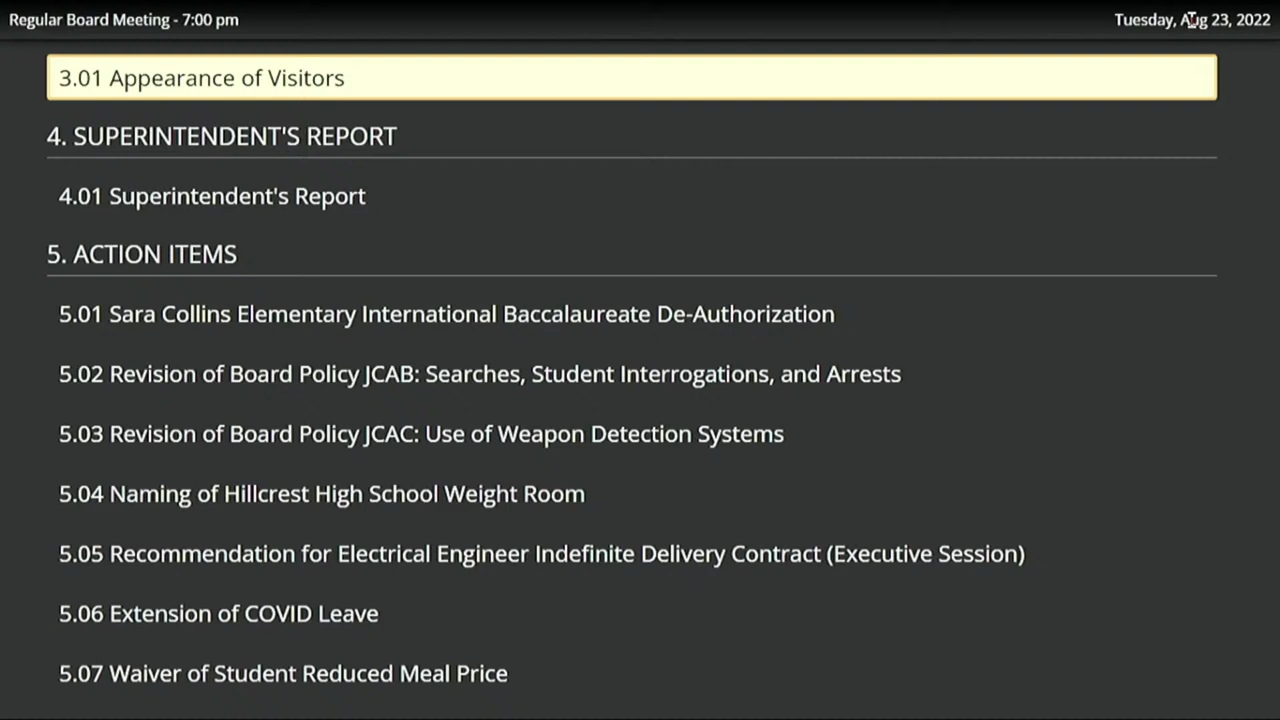 Regular Board Meeting - 7:00 pm
Tuesday, Aug 23, 2022
3.01 Appearance of Visitors
4. SUPERINTENDENT'S REPORT
4.01 Superintendent's Report
5. ACTION ITEMS
5.01 Sara Collins Elementary International Baccalaureate De-Authorization
5.02 Revision of Board Policy JCAB: Searches, Student Interrogations, and Arrests
5.03 Revision of Board Policy JCAC: Use of Weapon Detection Systems
5.04 Naming of Hillcrest High School Weight Room
5.05 Recommendation for Electrical Engineer Indefinite Delivery Contract (Executive Session)
5.06 Extension of COVID Leave
5.07 Waiver of Student Reduced Meal Price